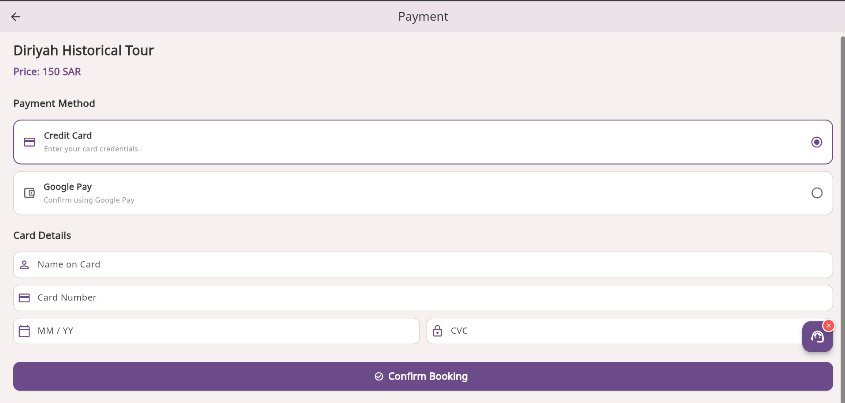 Payment
Diriyah Historical Tour
Price: 150 SAR
Payment Method
Credit Card
Enter your card credentials
Google Pay
Confirm using Google Pay
Card Details
Name on Card
Card Number
MM / YY
CVC
Confirm Booking